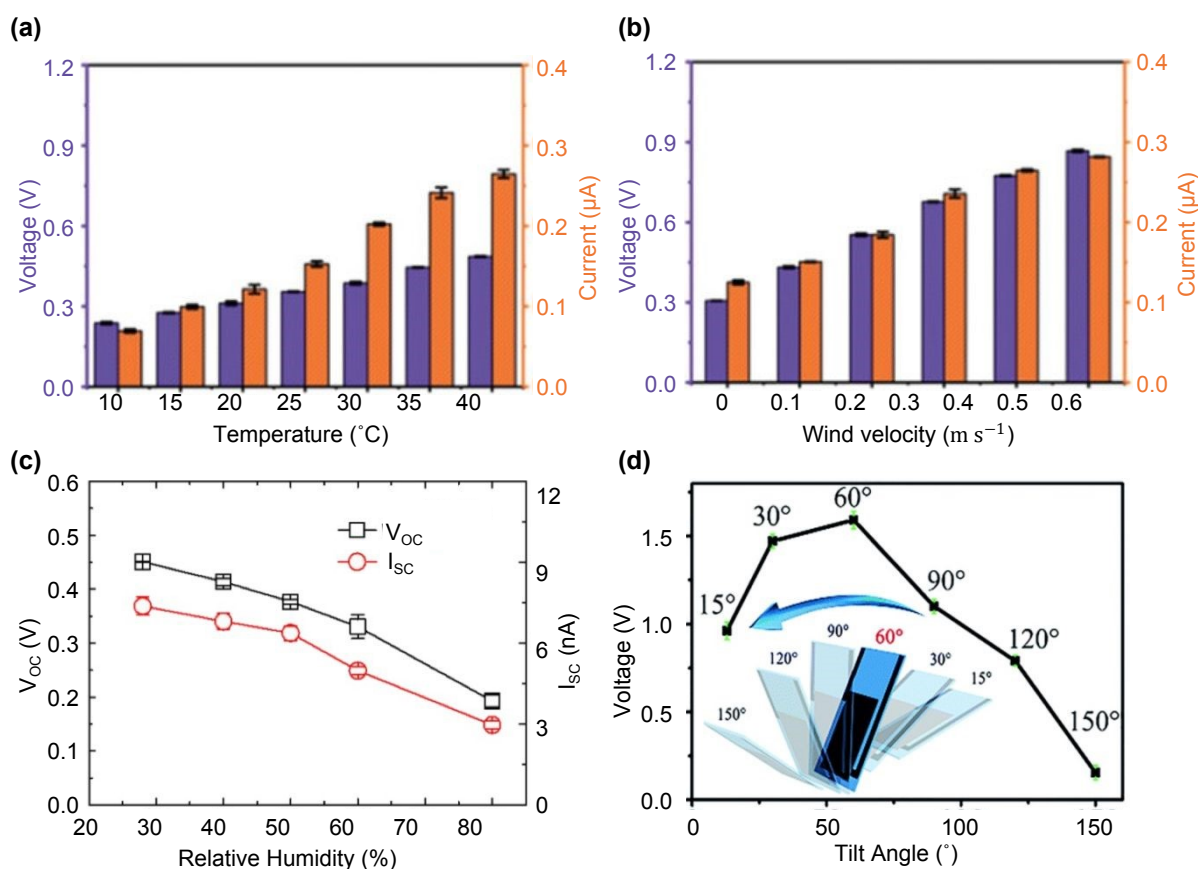 (a)
1.2
0.9
0.6
0.3
0.0
Voltage (V)
0.4
0.3
0.2
0.1
0.0
Current (µA)
10 15 20 25 30 35 40
Temperature (˚C)
(b)
1.2
0.9
0.6
0.3
0.0
Voltage (V)
0.4
0.3
0.2
0.1
0.0
Current (µA)
0 0.1 0.2 0.3 0.4 0.5 0.6
Wind velocity (m s⁻¹)
(c)
0.6
0.5
0.4
0.3
0.2
0.1
0.0
V_OC (V)
V_OC
I_SC
12
9
6
3
0
I_SC (nA)
20 30 40 50 60 70 80
Relative Humidity (%)
(d)
1.5
1.0
0.5
0.0
Voltage (V)
15°
30°
60°
90°
120°
150°
150°
120°
90°
60°
30°
15°
0 50 100 150
Tilt Angle (˚)